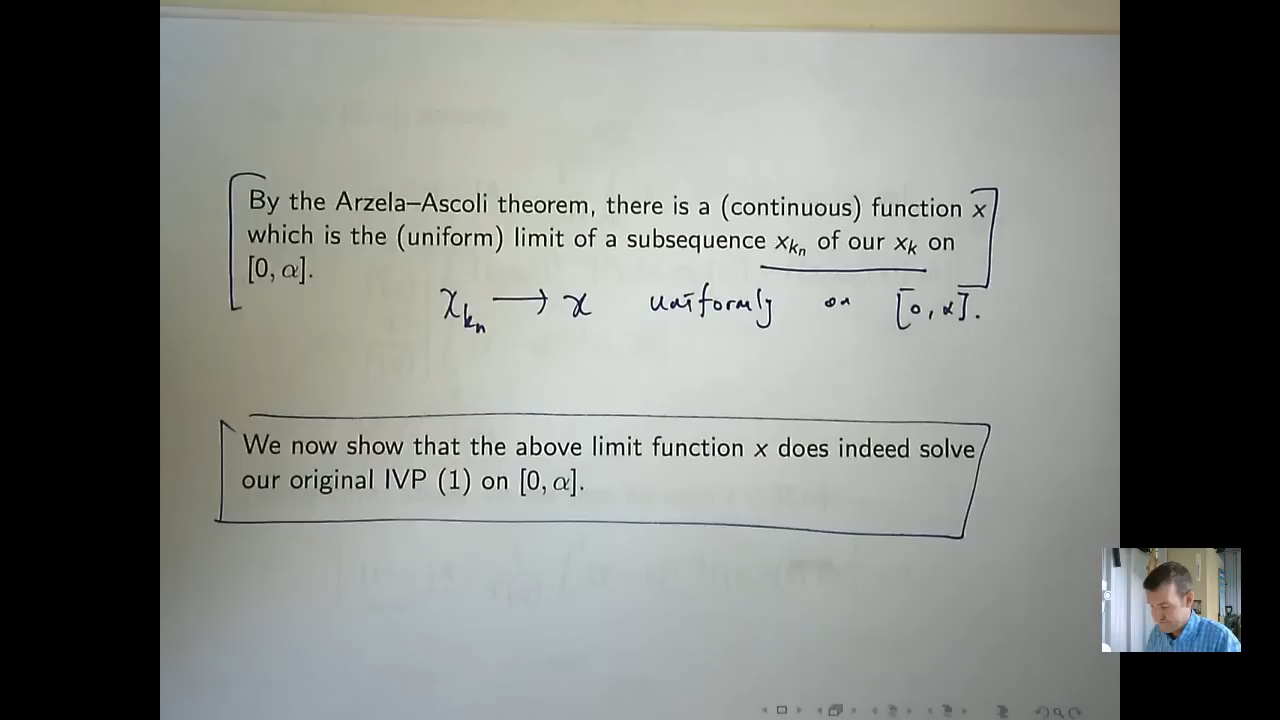 By the Arzela–Ascoli theorem, there is a (continuous) function x
which is the (uniform) limit of a subsequence x_{k_n} of our x_k on
[0, α].
x_{k_n} → x uniformly on [0, α].
We now show that the above limit function x does indeed solve
our original IVP (1) on [0, α].